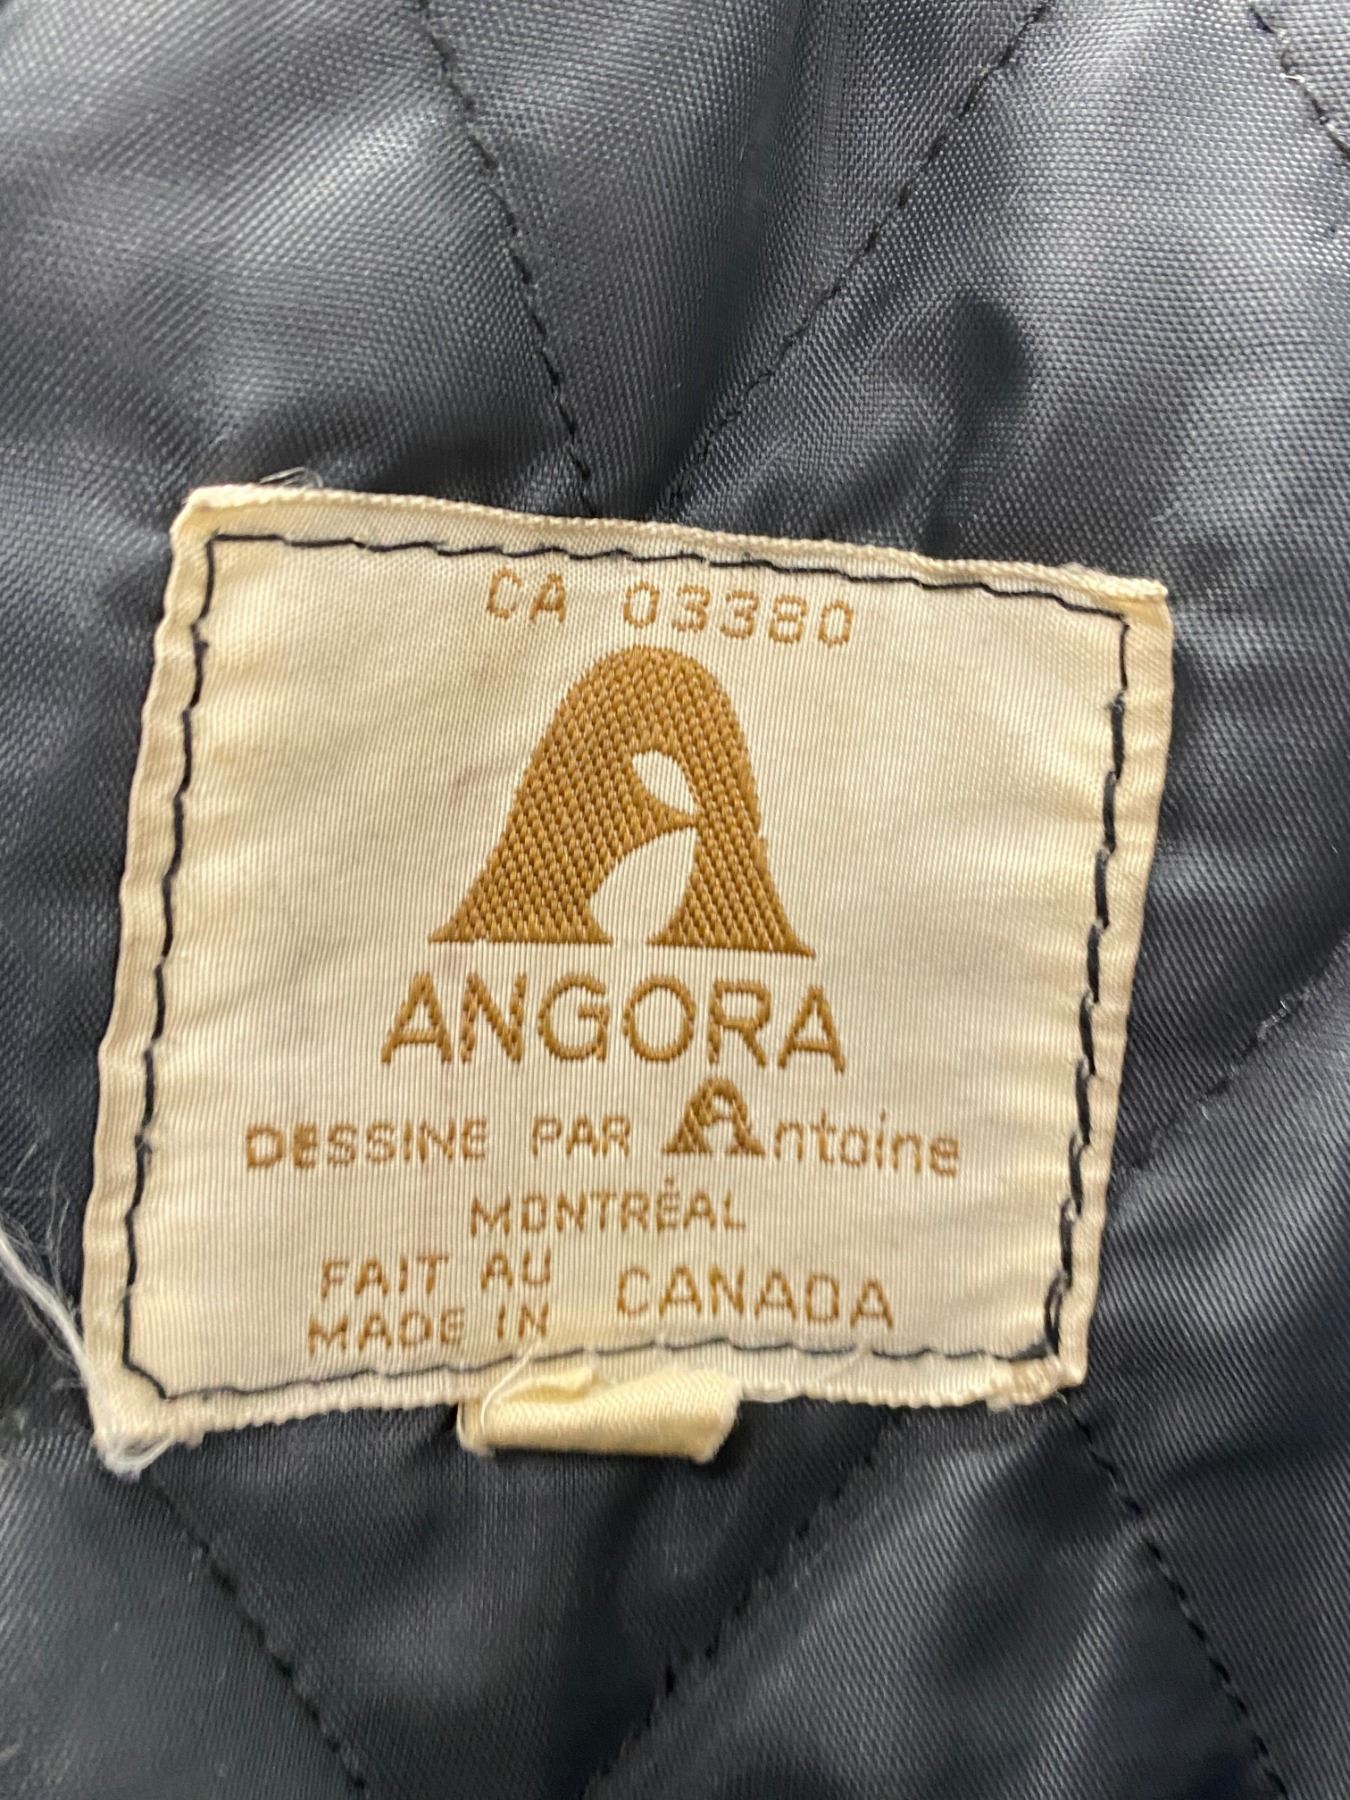 CA 03380
ANGORA
DESSINE PAR Antoine
MONTRÉAL
FAIT AU
MADE IN CANADA